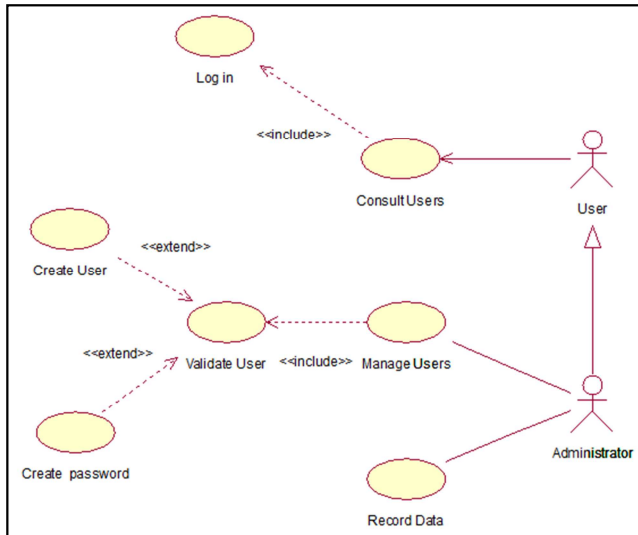 Log in
<<include>>
Consult Users
User
<<extend>>
Create User
<<extend>>
Validate User
<<include>>
Manage Users
Create password
Administrator
Record Data